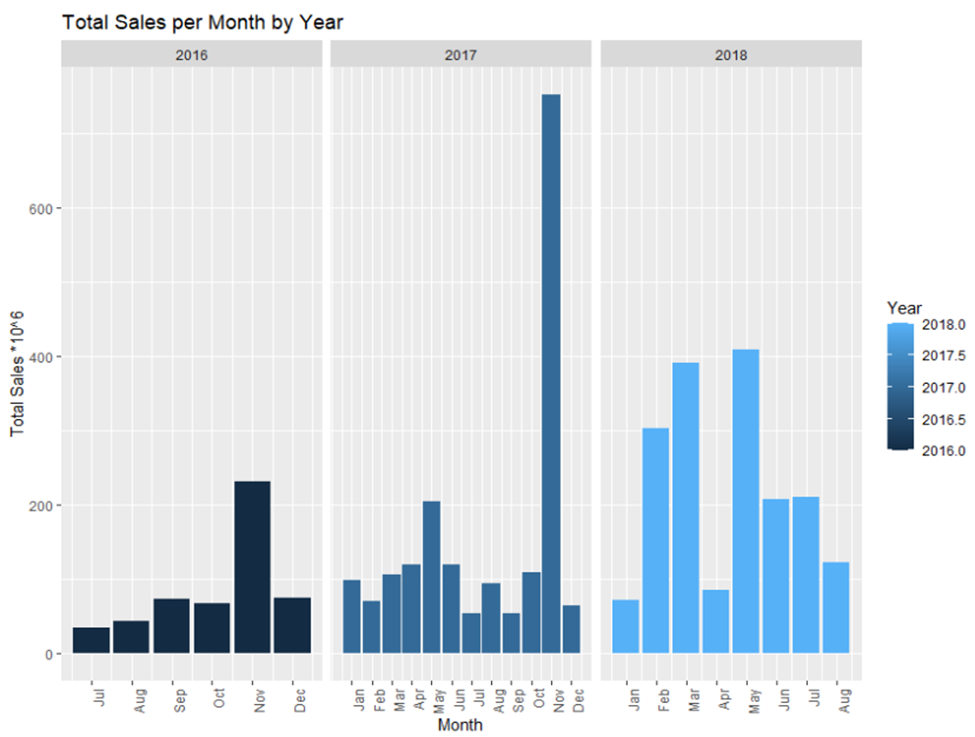 Total Sales per Month by Year
2016 2017 2018
600
400
200
0
Total Sales *10^6
Jul Aug Sep Oct Nov Dec Jan Feb Mar Apr May Jun Jul Aug Sep Oct Nov Dec Jan Feb Mar Apr May Jun Jul Aug
Month
Year
2018.0
2017.5
2017.0
2016.5
2016.0